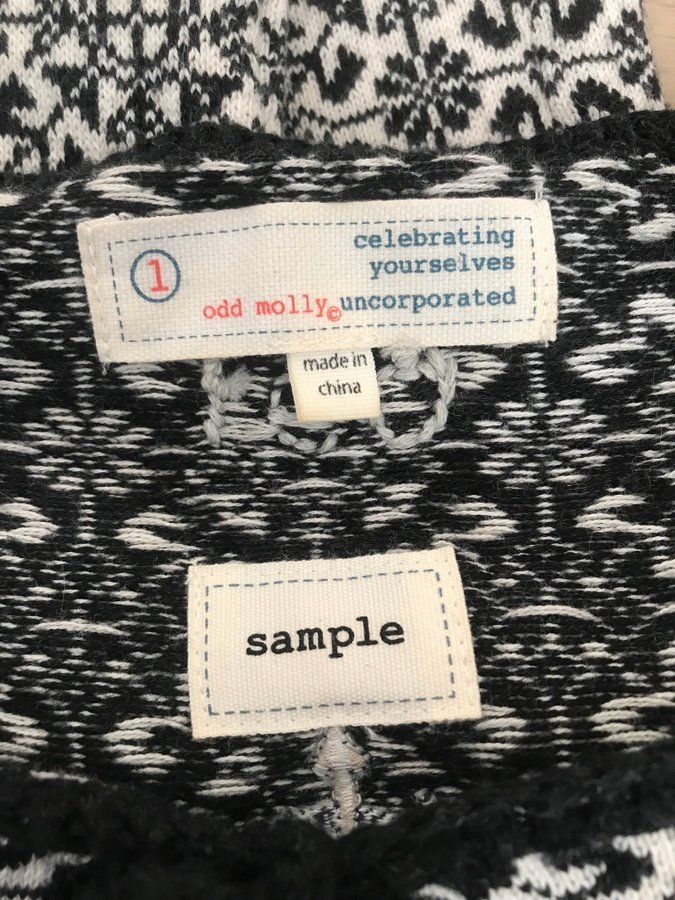 1
celebrating
yourselves
odd molly© uncorporated
made in
china
sample